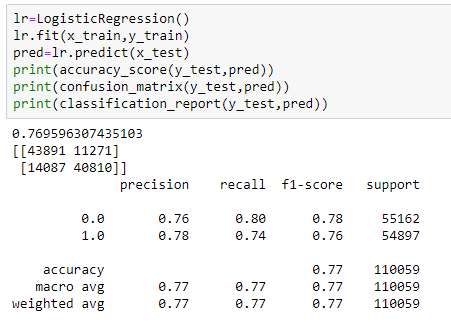 lr=LogisticRegression()
lr.fit(x_train,y_train)
pred=lr.predict(x_test)
print(accuracy_score(y_test,pred))
print(confusion_matrix(y_test,pred))
print(classification_report(y_test,pred))
0.769596307435103
[[43891 11271]
 [14087 40810]]
              precision    recall  f1-score   support
         0.0       0.76      0.80      0.78     55162
         1.0       0.78      0.74      0.76     54897
    accuracy                           0.77    110059
   macro avg       0.77      0.77      0.77    110059
weighted avg       0.77      0.77      0.77    110059